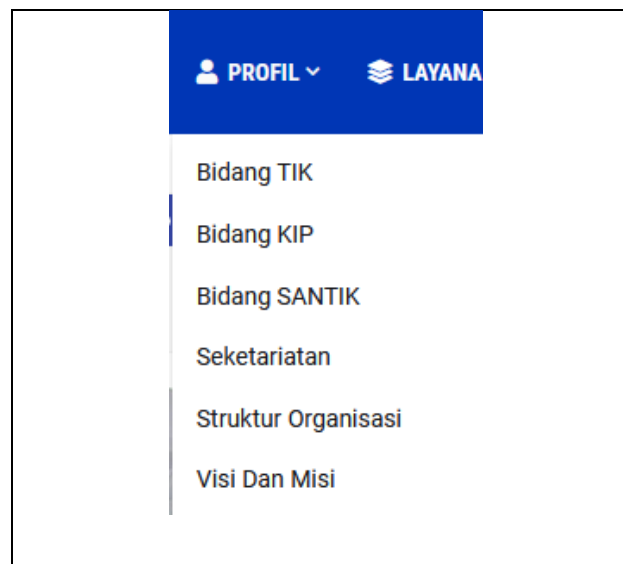 PROFIL LAYANA
Bidang TIK
Bidang KIP
Bidang SANTIK
Seketariatan
Struktur Organisasi
Visi Dan Misi